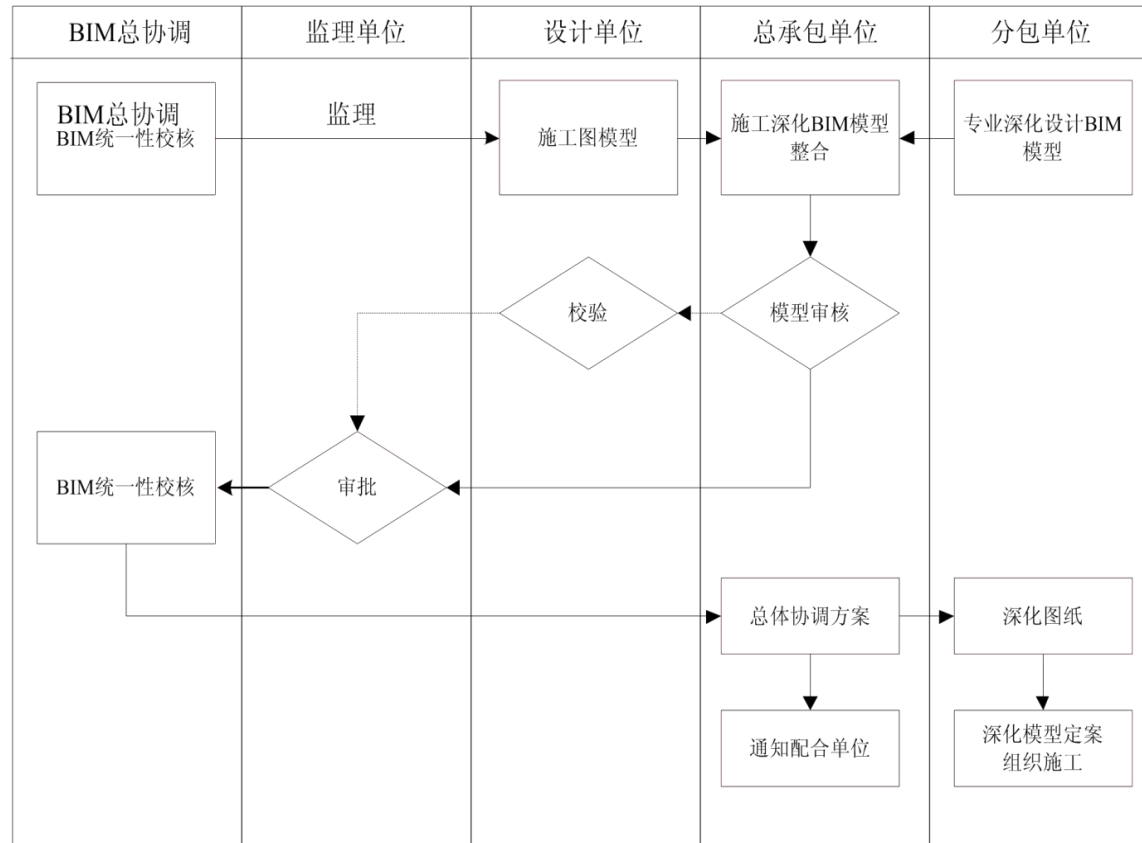 BIM总协调
监理单位
设计单位
总承包单位
分包单位
BIM总协调
BIM统一性校核
监理
施工图模型
施工深化BIM模型
整合
专业深化设计BIM
模型
校验
模型审核
BIM统一性校核
审批
总体协调方案
深化图纸
通知配合单位
深化模型定案
组织施工